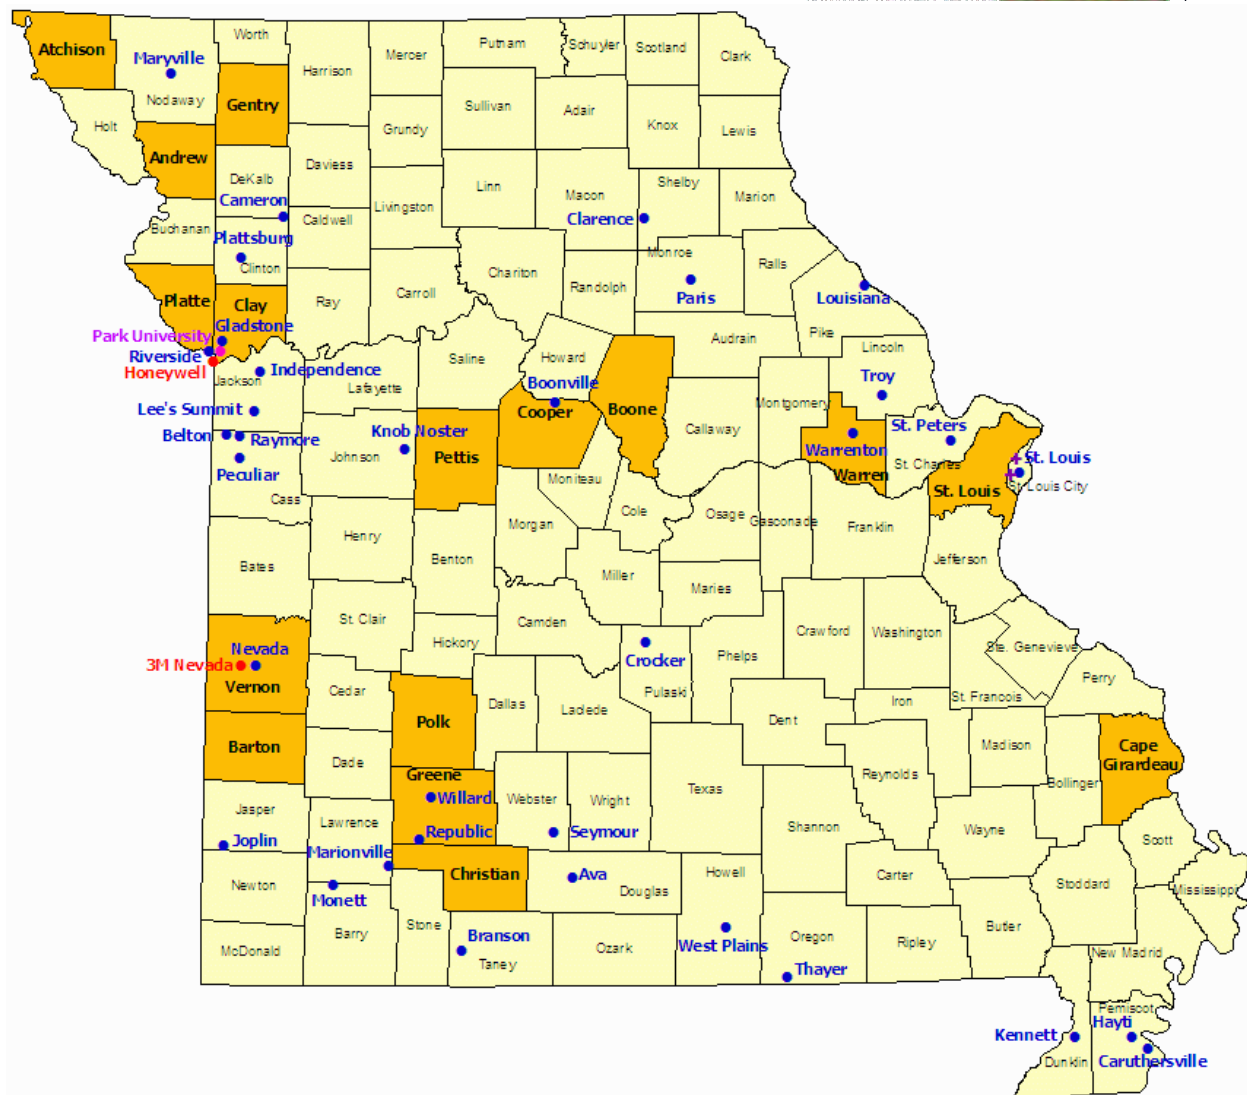 Worth
Putnam
Schuyler
Scotland
Mercer
Clark
Atchison
Maryville
Harrison
Nodaway
Gentry
Sullivan
Adair
Knox
Lewis
Holt
Grundy
Andrew
Daviess
DeKalb
Linn
Macon
Shelby
Marion
Cameron
Livingston
Clarence
Caldwell
Buchanan
Plattsburg
Monroe
Clinton
Chariton
Ralls
Randolph
Carroll
Paris
Louisiana
Platte
Clay
Ray
Gladstone
Park University
Pike
Audrain
Lincoln
Riverside
Saline
Howard
Honeywell
Independence
Jackson
Lafayette
Boonville
Troy
Montgomery
Lee's Summit
Cooper
Boone
St. Peters
Belton
Raymore
Knob Noster
Callaway
Warrenton
Johnson
Pettis
St. Louis
Peculiar
Moniteau
Warren
St. Charles
St. Louis
St Louis City
Cass
Cole
Osage
Gasconade
Franklin
Morgan
Henry
Benton
Jefferson
Bates
Miller
Maries
St. Clair
Camden
Crawford
Washington
Hickory
Nevada
Ste. Genevieve
3M Nevada
Crocker
Phelps
Vernon
Cedar
Pulaski
Perry
Dallas
Laclede
St. Francois
Iron
Polk
Dent
Barton
Madison
Cape
Girardeau
Dade
Greene
Reynolds
Bollinger
Texas
Willard
Webster
Wright
Jasper
Lawrence
Shannon
Wayne
Joplin
Republic
Seymour
Scott
Marionville
Christian
Ava
Howell
Carter
Newton
Douglas
Stoddard
Mississippi
Monett
Stone
Barry
Branson
West Plains
Oregon
Ripley
Butler
McDonald
Taney
Ozark
New Madrid
Thayer
Pemiscot
Hayti
Kennett
Dunklin
Caruthersville